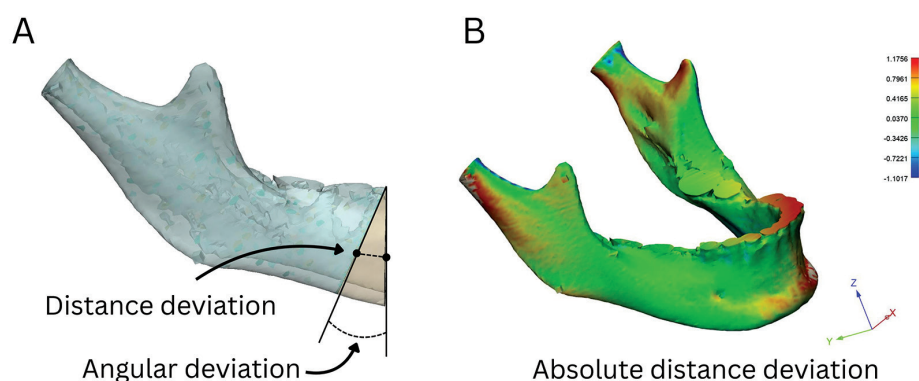 A
B
1.1756
0.7961
0.4165
0.0370
-0.3426
-0.7221
-1.1017
Distance deviation
Angular deviation
Z
X
Y
Absolute distance deviation